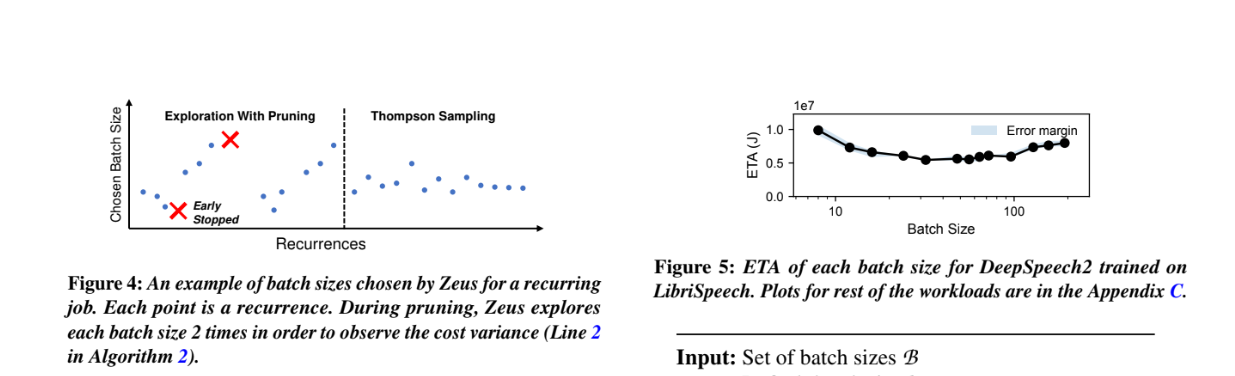 Chosen Batch Size
Exploration With Pruning
Thompson Sampling
Early
Stopped
Recurrences
Figure 4: An example of batch sizes chosen by Zeus for a recurring
job. Each point is a recurrence. During pruning, Zeus explores
each batch size 2 times in order to observe the cost variance (Line 2
in Algorithm 2).
1e7
ETA (J)
1.0
0.5
0.0
Error margin
10
100
Batch Size
Figure 5: ETA of each batch size for DeepSpeech2 trained on
LibriSpeech. Plots for rest of the workloads are in the Appendix C.
Input: Set of batch sizes ℬ